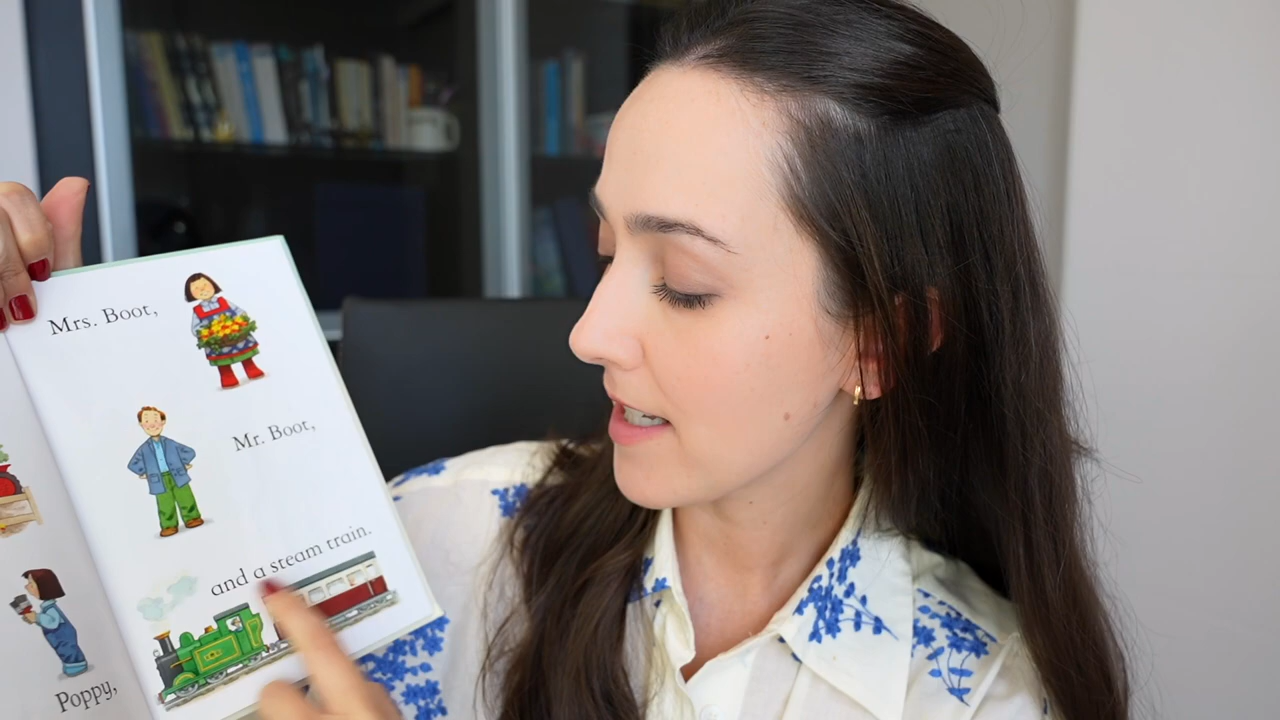 Poppy,
Mrs. Boot,
Mr. Boot,
and a steam train.